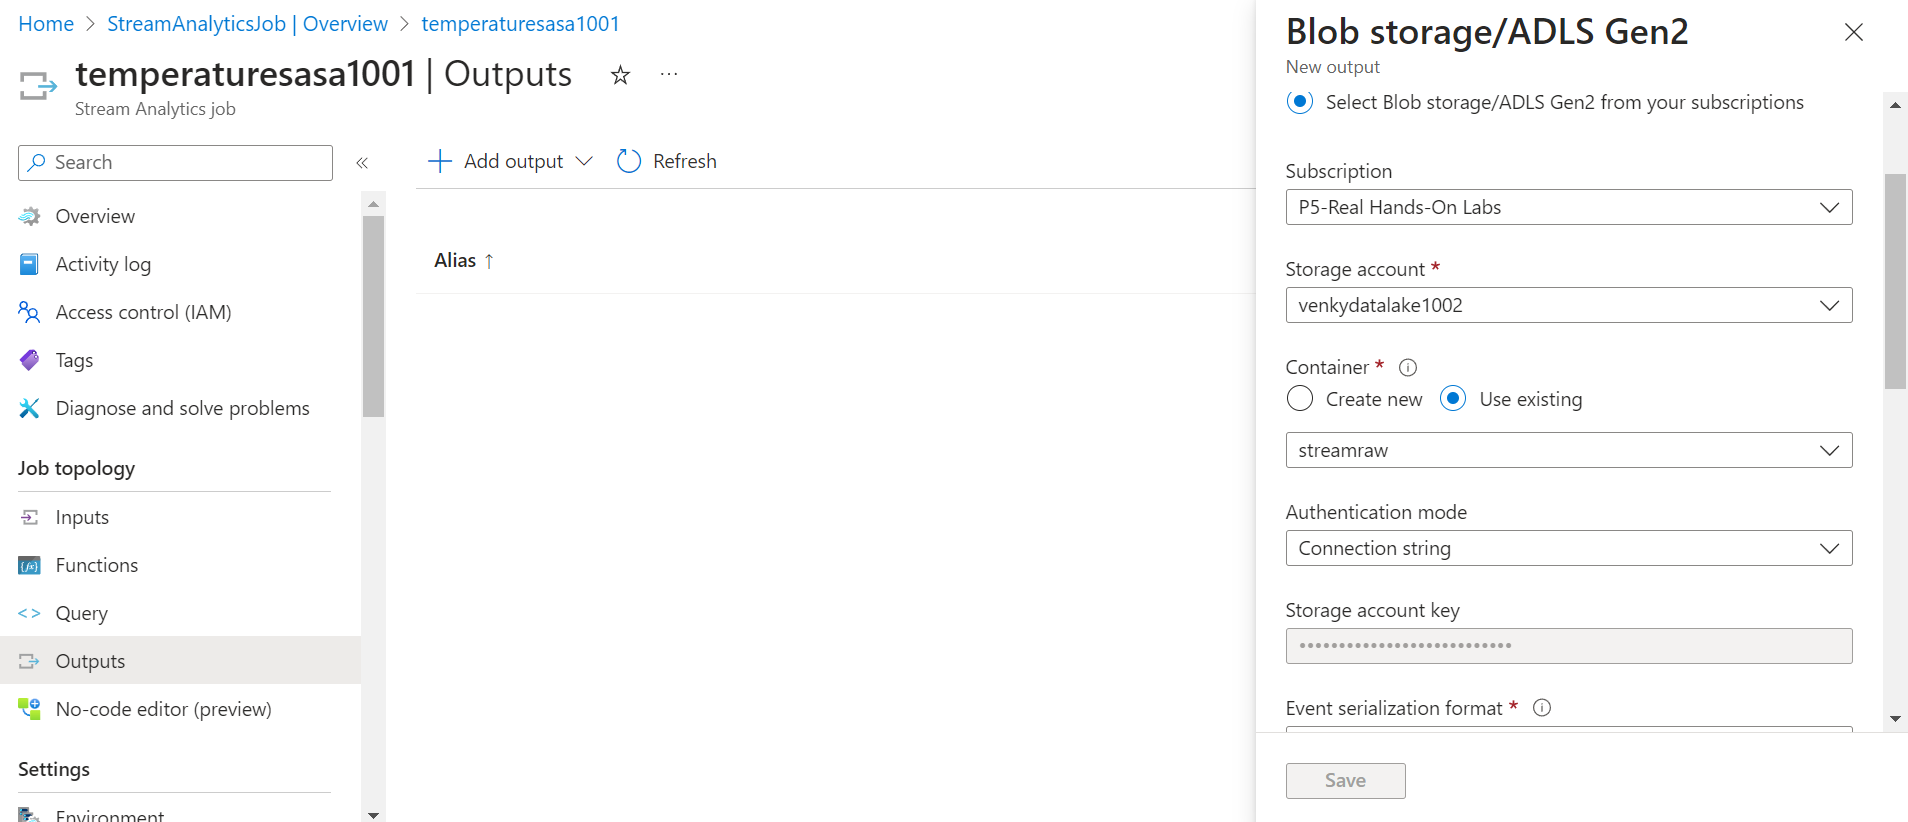 Home > StreamAnalyticsJob | Overview > temperaturesasa1001
temperaturesasa1001 | Outputs ☆ ...
Stream Analytics job
Search «
Overview
Activity log
Access control (IAM)
Tags
Diagnose and solve problems
Job topology
Inputs
Functions
Query
Outputs
No-code editor (preview)
Settings
Environment
+ Add output Refresh
Alias ↑
Blob storage/ADLS Gen2
New output
Select Blob storage/ADLS Gen2 from your subscriptions
Subscription
P5-Real Hands-On Labs
Storage account *
venkydatalake1002
Container *
Create new Use existing
streamraw
Authentication mode
Connection string
Storage account key
•••••••••••••••••••••••••••
Event serialization format *
Save